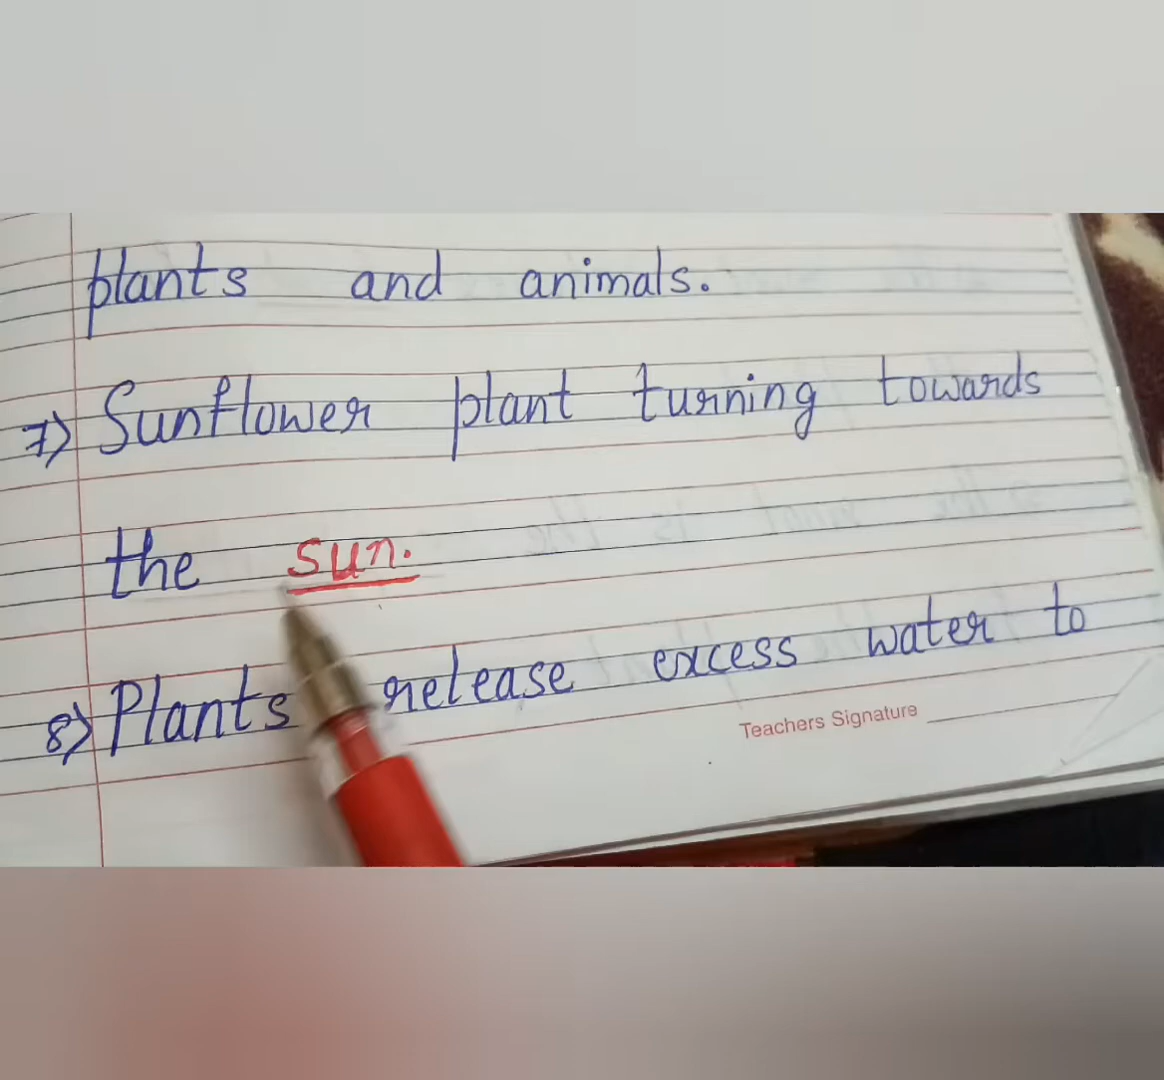 plants and animals.
7) Sunflower plant turning towards
the sun.
8) Plants release excess water to
Teachers Signature